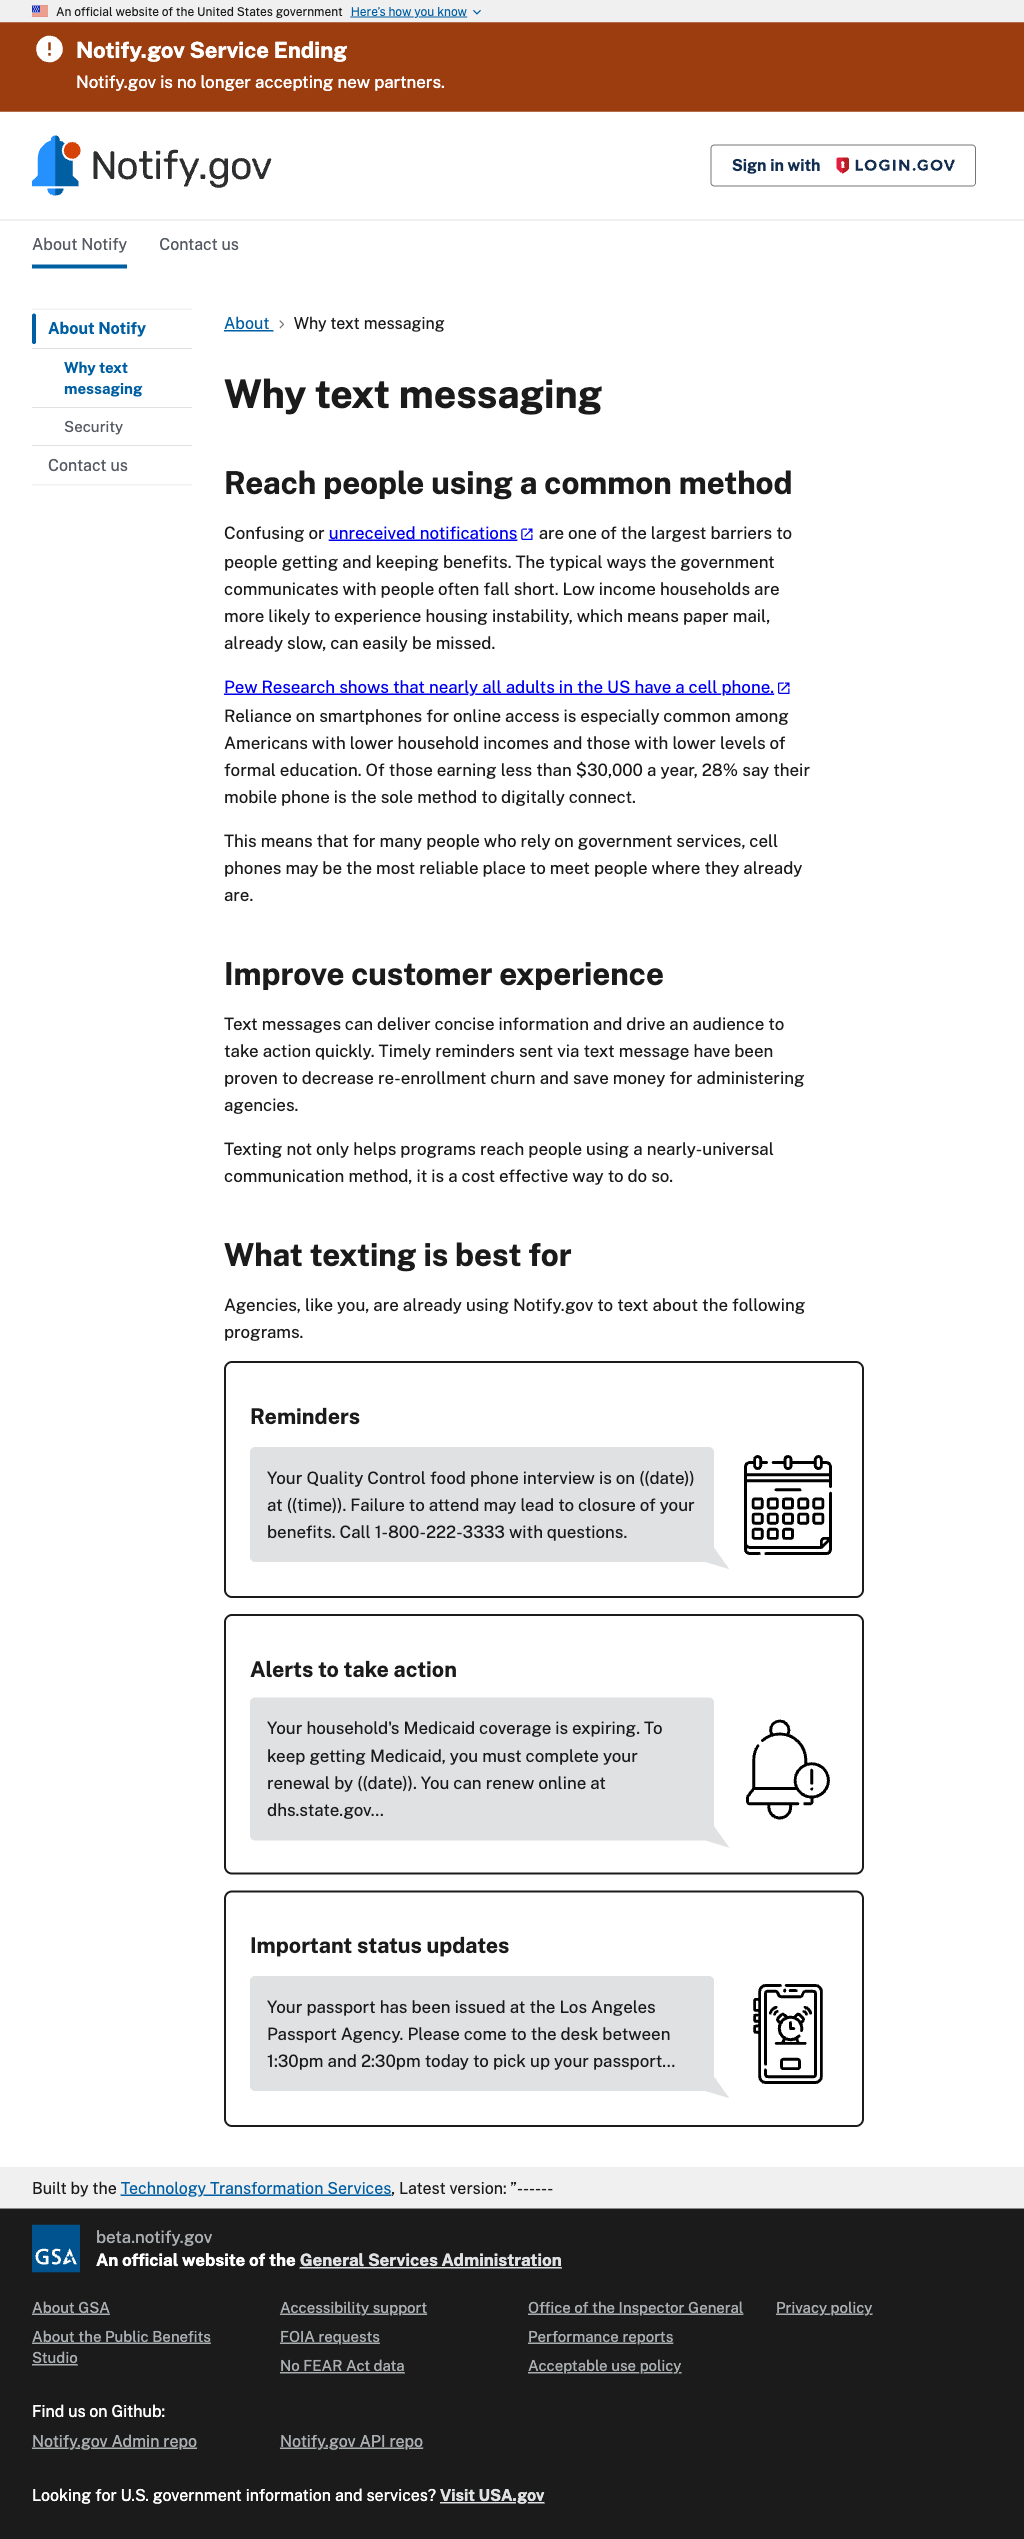 An official website of the United States government Here's how you know
Notify.gov Service Ending
Notify.gov is no longer accepting new partners.
Notify.gov
Sign in with LOGIN.GOV
About Notify Contact us
About Notify
Why text
messaging
Security
Contact us
About Why text messaging
Why text messaging
Reach people using a common method
Confusing or unreceived notifications are one of the largest barriers to
people getting and keeping benefits. The typical ways the government
communicates with people often fall short. Low income households are
more likely to experience housing instability, which means paper mail,
already slow, can easily be missed.
Pew Research shows that nearly all adults in the US have a cell phone.
Reliance on smartphones for online access is especially common among
Americans with lower household incomes and those with lower levels of
formal education. Of those earning less than $30,000 a year, 28% say their
mobile phone is the sole method to digitally connect.
This means that for many people who rely on government services, cell
phones may be the most reliable place to meet people where they already
are.
Improve customer experience
Text messages can deliver concise information and drive an audience to
take action quickly. Timely reminders sent via text message have been
proven to decrease re-enrollment churn and save money for administering
agencies.
Texting not only helps programs reach people using a nearly-universal
communication method, it is a cost effective way to do so.
What texting is best for
Agencies, like you, are already using Notify.gov to text about the following
programs.
Reminders
Your Quality Control food phone interview is on ((date))
at ((time)). Failure to attend may lead to closure of your
benefits. Call 1-800-222-3333 with questions.
Alerts to take action
Your household's Medicaid coverage is expiring. To
keep getting Medicaid, you must complete your
renewal by ((date)). You can renew online at
dhs.state.gov...
Important status updates
Your passport has been issued at the Los Angeles
Passport Agency. Please come to the desk between
1:30pm and 2:30pm today to pick up your passport...
Built by the Technology Transformation Services, Latest version: ”------
GSA
beta.notify.gov
An official website of the General Services Administration
About GSA
About the Public Benefits
Studio
Accessibility support
FOIA requests
No FEAR Act data
Office of the Inspector General
Performance reports
Acceptable use policy
Privacy policy
Find us on Github:
Notify.gov Admin repo Notify.gov API repo
Looking for U.S. government information and services? Visit USA.gov